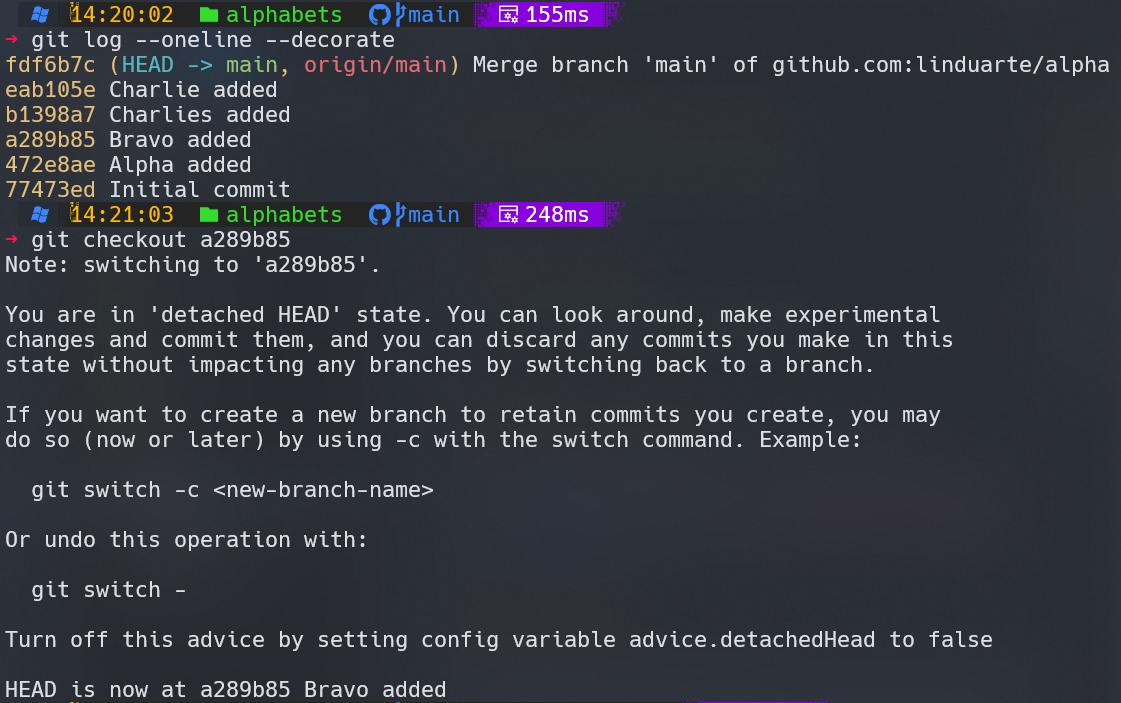 14:20:02 alphabets main 155ms
→ git log --oneline --decorate
fdf6b7c (HEAD -> main, origin/main) Merge branch 'main' of github.com:linduarte/alpha
eab105e Charlie added
b1398a7 Charlies added
a289b85 Bravo added
472e8ae Alpha added
77473ed Initial commit
14:21:03 alphabets main 248ms
→ git checkout a289b85
Note: switching to 'a289b85'.
You are in 'detached HEAD' state. You can look around, make experimental
changes and commit them, and you can discard any commits you make in this
state without impacting any branches by switching back to a branch.
If you want to create a new branch to retain commits you create, you may
do so (now or later) by using -c with the switch command. Example:
git switch -c <new-branch-name>
Or undo this operation with:
git switch -
Turn off this advice by setting config variable advice.detachedHead to false
HEAD is now at a289b85 Bravo added